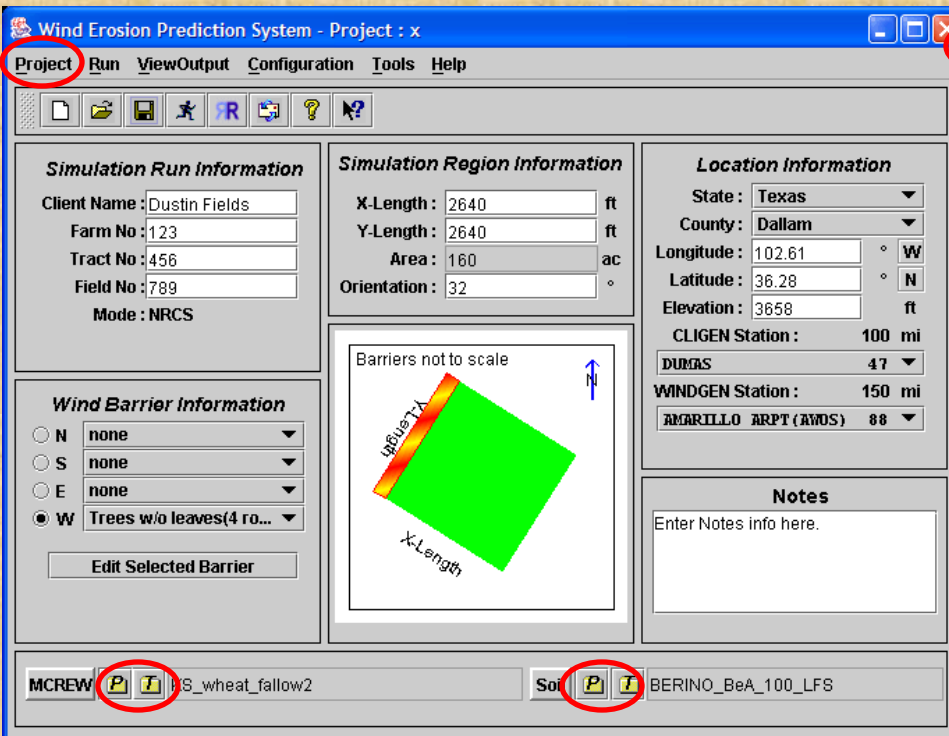 Wind Erosion Prediction System - Project : x
Project Run ViewOutput Configuration Tools Help
R ?
Simulation Run Information
Client Name : Dustin Fields
Farm No : 123
Tract No : 456
Field No : 789
Mode : NRCS
Simulation Region Information
X-Length : 2640 ft
Y-Length : 2640 ft
Area : 160 ac
Orientation : 32 °
Location Information
State : Texas
County : Dallam
Longitude : 102.61 ° W
Latitude : 36.28 ° N
Elevation : 3658 ft
CLIGEN Station : 100 mi
DUMAS 47
WINDGEN Station : 150 mi
AMARILLO ARPT(AWOS) 88
Wind Barrier Information
N none
S none
E none
W Trees w/o leaves(4 ro...
Edit Selected Barrier
Barriers not to scale
N
Y-Length
X-Length
Notes
Enter Notes info here.
MCREW P T KS_wheat_fallow2
Soil P T BERINO_BeA_100_LFS